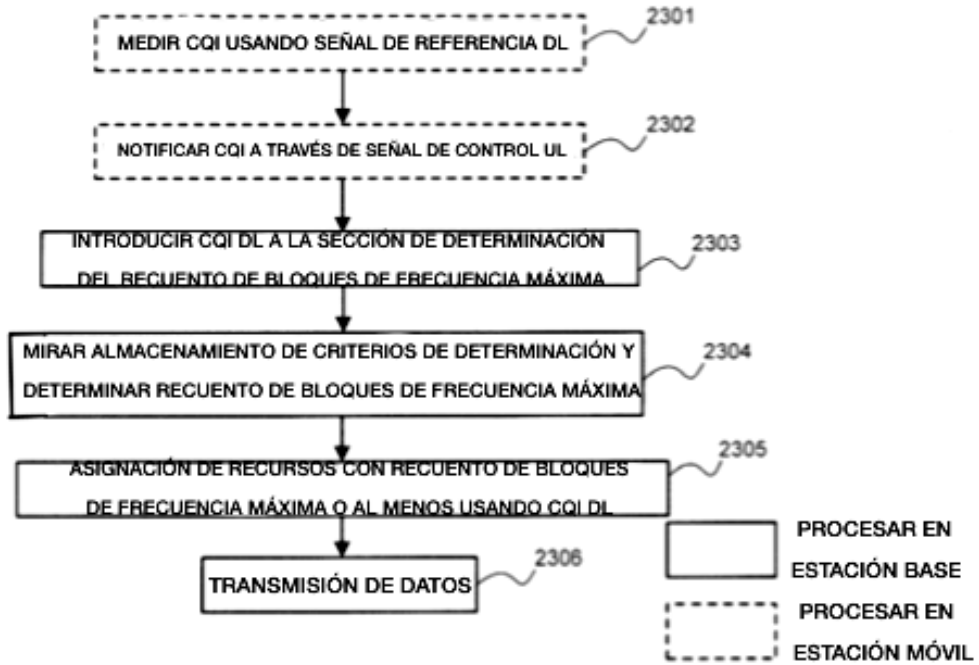 2301
MEDIR CQI USANDO SEÑAL DE REFERENCIA DL
2302
NOTIFICAR CQI A TRAVÉS DE SEÑAL DE CONTROL UL
INTRODUCIR CQI DL A LA SECCIÓN DE DETERMINACIÓN
2303
DEL RECUENTO DE BLOQUES DE FRECUENCIA MÁXIMA
MIRAR ALMACENAMIENTO DE CRITERIOS DE DETERMINACIÓN Y
2304
DETERMINAR RECUENTO DE BLOQUES DE FRECUENCIA MÁXIMA
2305
ASIGNACIÓN DE RECURSOS CON RECUENTO DE BLOQUES
DE FRECUENCIA MÁXIMA O AL MENOS USANDO CQI DL
2306
TRANSMISIÓN DE DATOS
PROCESAR EN
ESTACIÓN BASE
PROCESAR EN
ESTACIÓN MÓVIL